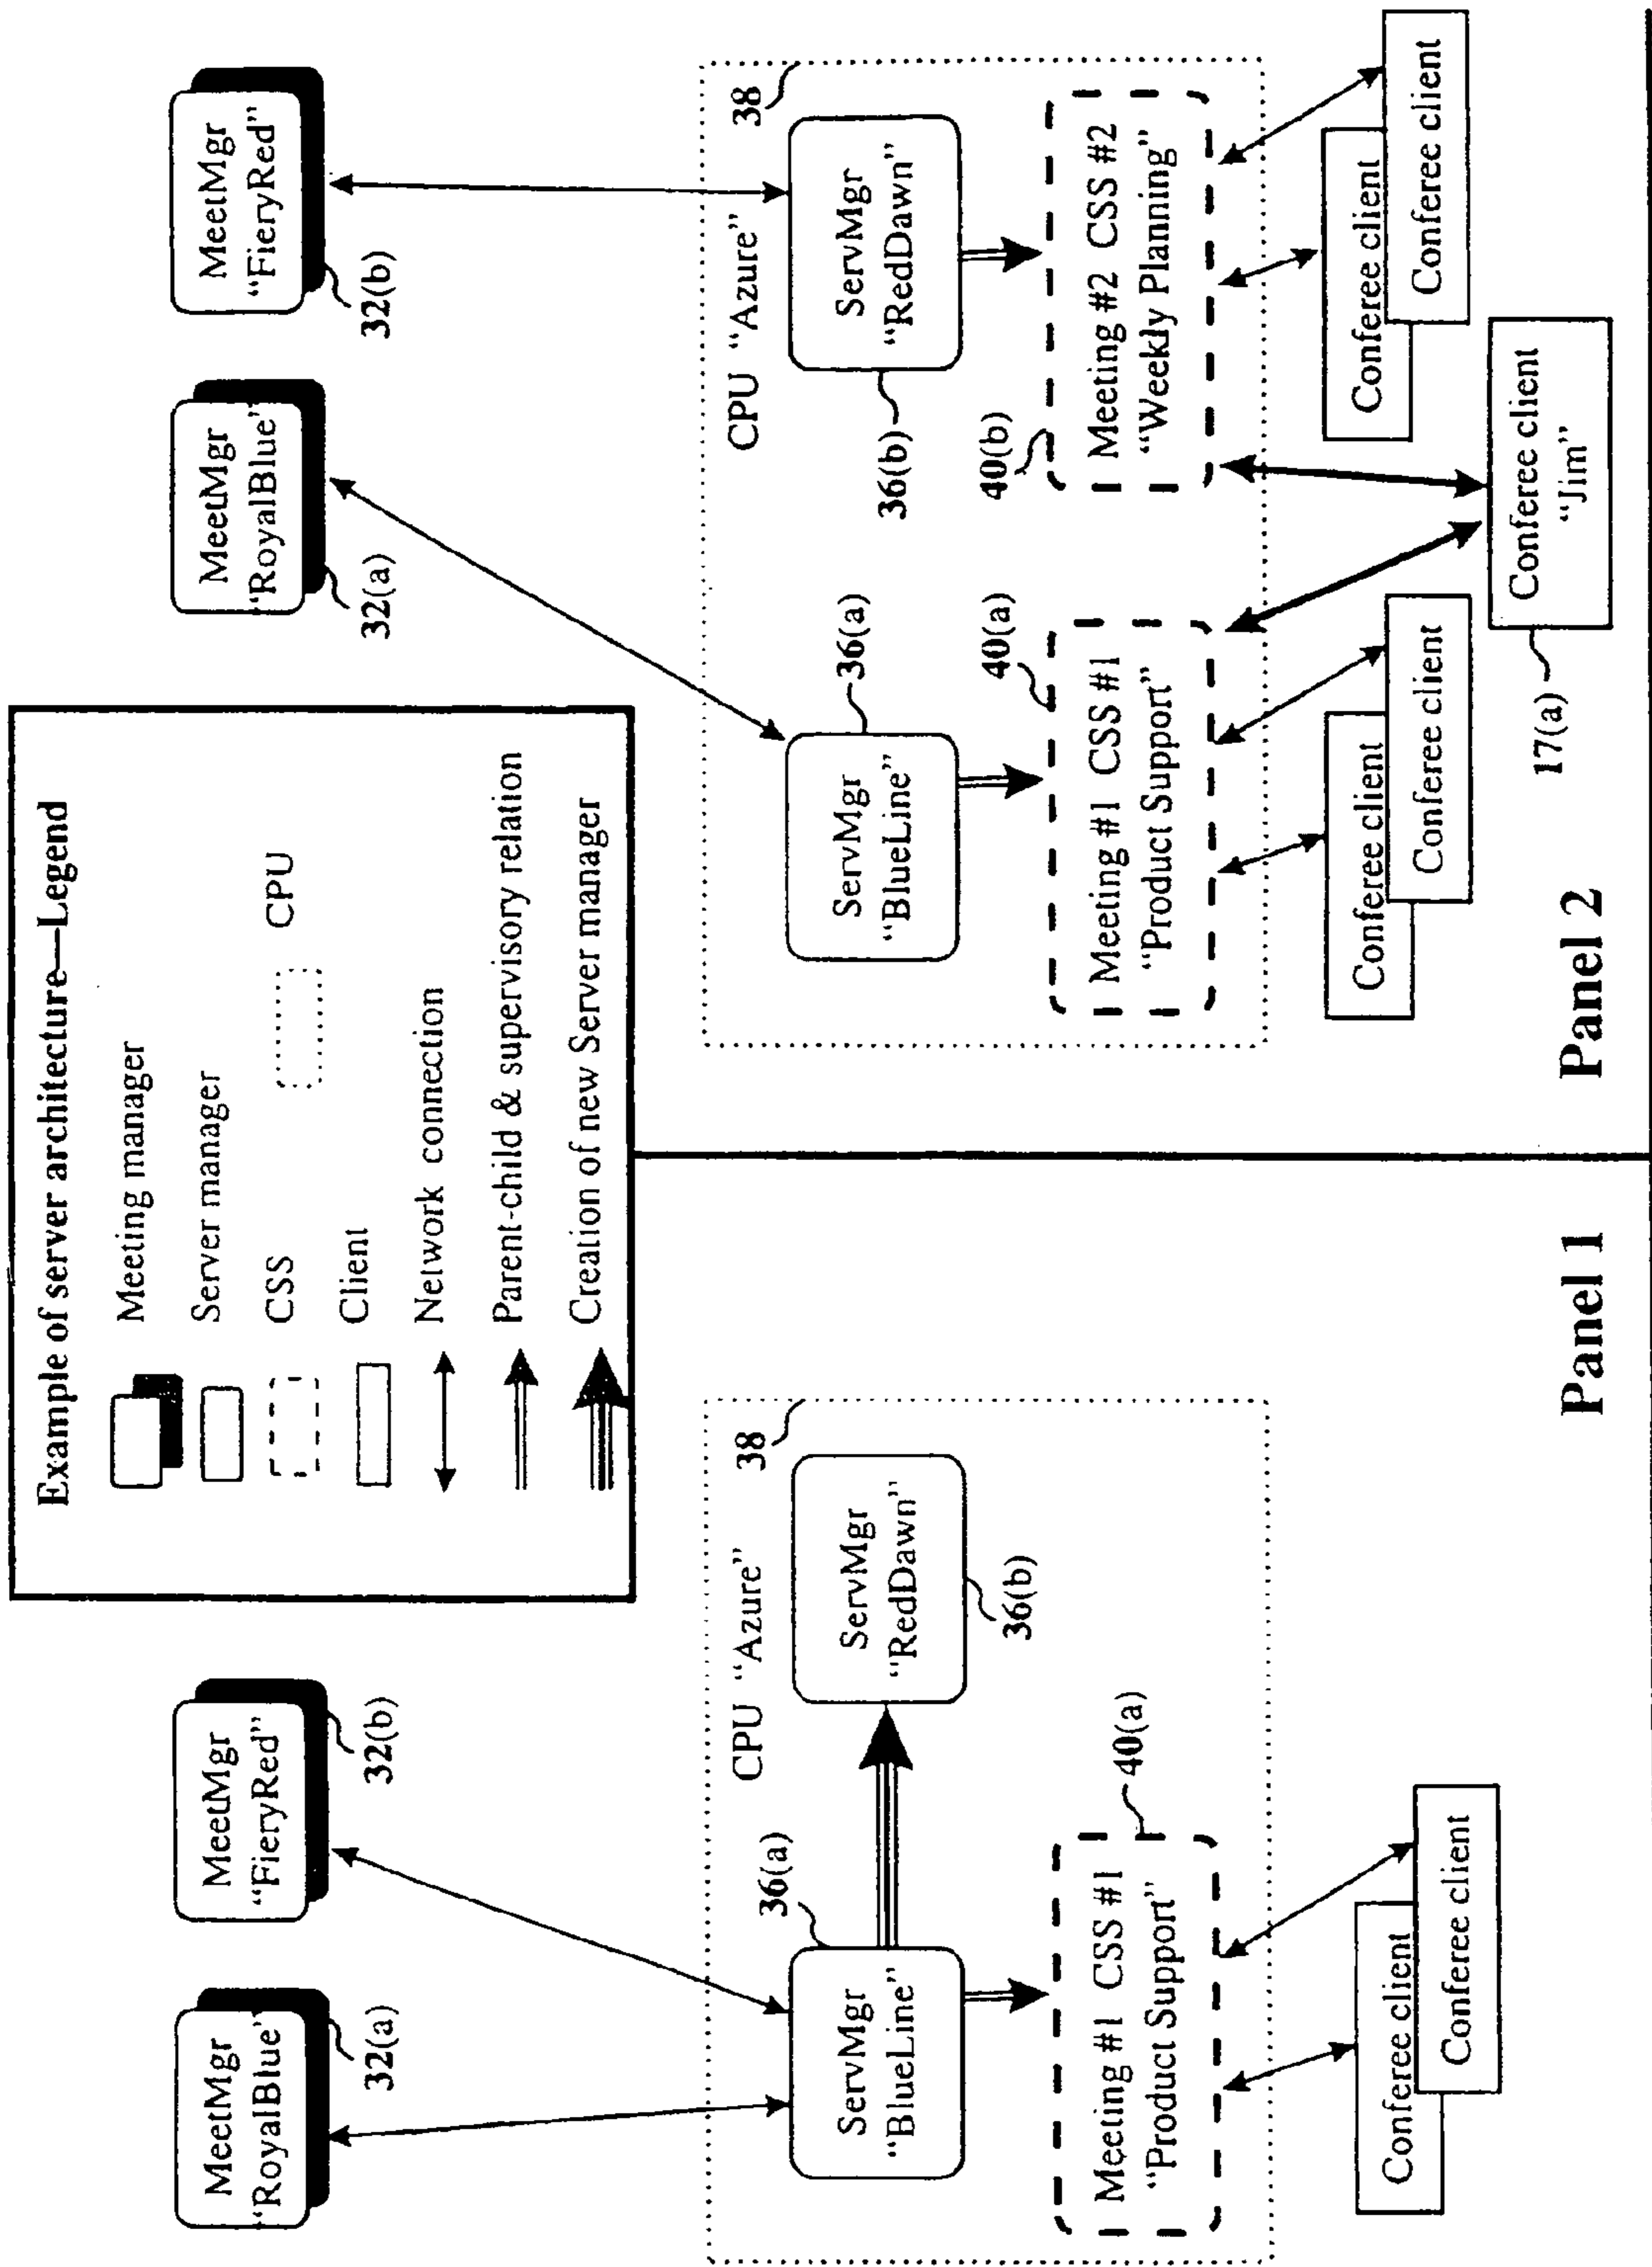 Example of server architecture—Legend
Meeting manager
Server manager
CSS
CPU
Client
Network connection
Parent-child & supervisory relation
Creation of new Server manager
MeetMgr
“RoyalBlue”
32(a)
MeetMgr
“FieryRed”
32(b)
CPU “Azure”
38
ServMgr
“BlueLine”
36(a)
ServMgr
“RedDawn”
36(b)
Meeting #1 CSS #1
“Product Support”
40(a)
Conferee client
Conferee client
Panel 1
MeetMgr
“RoyalBlue”
32(a)
MeetMgr
“FieryRed”
32(b)
CPU “Azure”
38
ServMgr
“BlueLine”
36(a)
ServMgr
“RedDawn”
36(b)
40(a)
Meeting #1 CSS #1
“Product Support”
40(b)
Meeting #2 CSS #2
“Weekly Planning”
Conferee client
Conferee client
Conferee client
Conferee client
Conferee client
“Jim”
17(a)
Panel 2